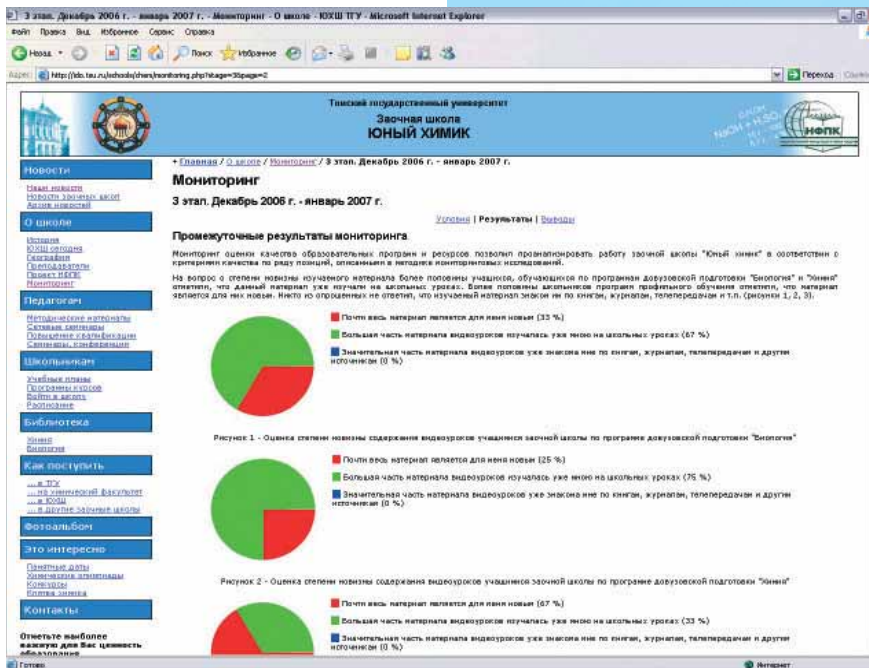 3 этап. Декабрь 2006 г. - январь 2007 г. - Мониторинг - О школе - ЮХШ ТГУ - Microsoft Internet Explorer
Файл Правка Вид Избранное Сервис Справка
Назад Поиск Избранное
Адрес: http://ido.tsu.ru/schools/chem/monitoring.php?stage=3&page=2 Переход
Томский государственный университет
Заочная школа
ЮНЫЙ ХИМИК
НФПК
+ Главная / О школе / Мониторинг / 3 этап. Декабрь 2006 г. - январь 2007 г.
Мониторинг
3 этап. Декабрь 2006 г. - январь 2007 г.
Условия | Результаты | Выводы
Новости
Наши новости
Новости заочных школ
Архив новостей
О школе
История
ЮХШ сегодня
География
Преподаватели
Проект НФПК
Мониторинг
Педагогам
Методические материалы
Сетевые семинары
Повышение квалификации
Семинары, конференции
Школьникам
Учебные планы
Программы курсов
Войти в школу
Расписание
Библиотека
Химия
Биология
Как поступить
... в ТГУ
... на химический факультет
... в ЮХШ
... в другие заочные школы
Фотоальбом
Это интересно
Памятные даты
Химические олимпиады
Конкурсы
Клятва химика
Контакты
Отметьте наиболее
важную для Вас ценность
образования
Промежуточные результаты мониторинга
Мониторинг оценки качества образовательных программ и ресурсов позволил проанализировать работу заочной школы "Юный химик" в соответствии с
критериями качества по ряду позиций, описанными в методике мониторинговых исследований.
На вопрос о степени новизны изучаемого материала более половины учащихся, обучающихся по программам довузовской подготовки "Биология" и "Химия"
отметили, что данный материал уже изучали на школьных уроках. Более половины школьников программ профильного обучения отметили, что материал
является для них новым. Никто из опрошенных не ответил, что изучаемый материал знаком им по книгам, журналам, телепередачам и т.п. (рисунки 1, 2, 3).
Почти весь материал является для меня новым (33 %)
Большая часть материала видеоуроков изучалась уже мною на школьных уроках (67 %)
Значительная часть материала видеоуроков уже знакома мне по книгам, журналам, телепередачам и другим
источникам (0 %)
Рисунок 1 - Оценка степени новизны содержания видеоуроков учащимися заочной школы по программе довузовской подготовки "Биология"
Почти весь материал является для меня новым (25 %)
Большая часть материала видеоуроков изучалась уже мною на школьных уроках (75 %)
Значительная часть материала видеоуроков уже знакома мне по книгам, журналам, телепередачам и другим
источникам (0 %)
Рисунок 2 - Оценка степени новизны содержания видеоуроков учащимися заочной школы по программе довузовской подготовки "Химия"
Почти весь материал является для меня новым (67 %)
Большая часть материала видеоуроков изучалась уже мною на школьных уроках (33 %)
Значительная часть материала видеоуроков уже знакома мне по книгам, журналам, телепередачам и другим
источникам (0 %)
Готово Интернет